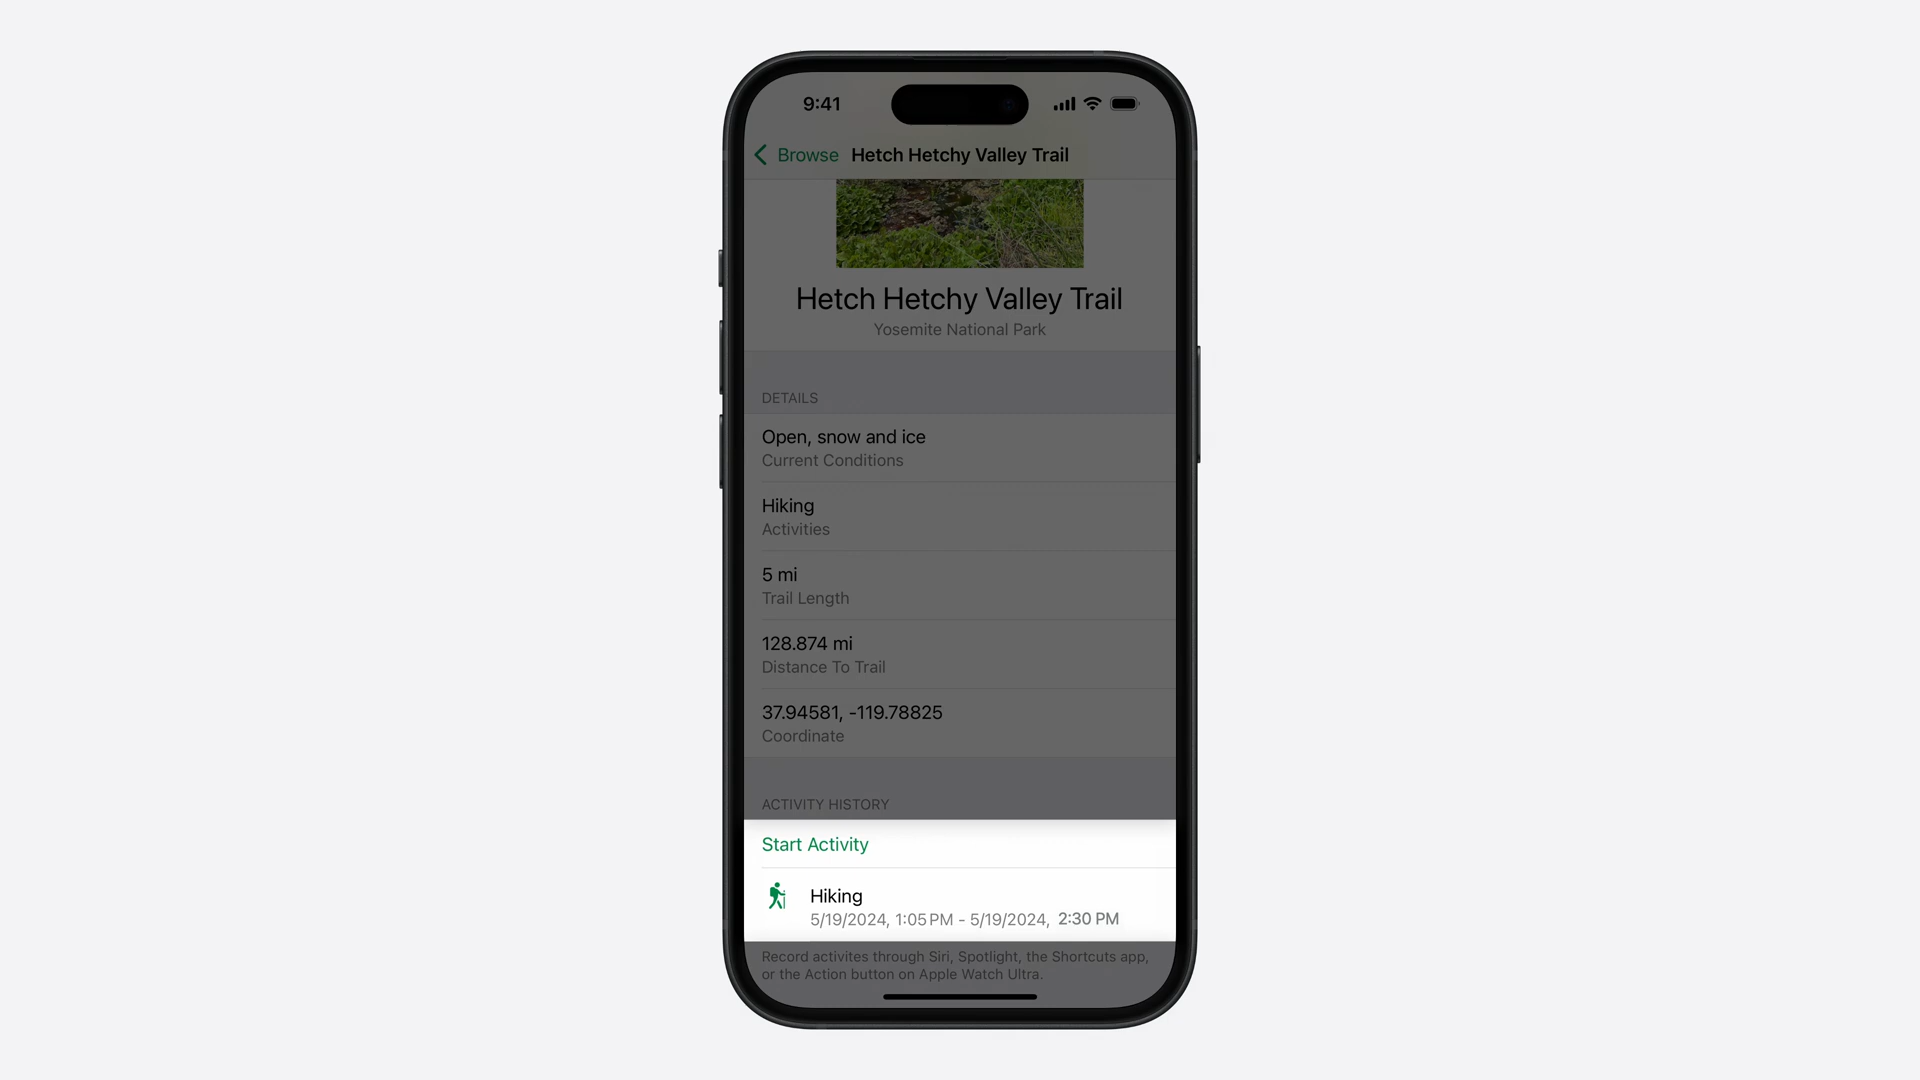 9:41
Browse Hetch Hetchy Valley Trail
Hetch Hetchy Valley Trail
Yosemite National Park
DETAILS
Open, snow and ice
Current Conditions
Hiking
Activities
5 mi
Trail Length
128.874 mi
Distance To Trail
37.94581, -119.78825
Coordinate
ACTIVITY HISTORY
Start Activity
Hiking
5/19/2024, 1:05 PM - 5/19/2024, 2:30 PM
Record activites through Siri, Spotlight, the Shortcuts app,
or the Action button on Apple Watch Ultra.